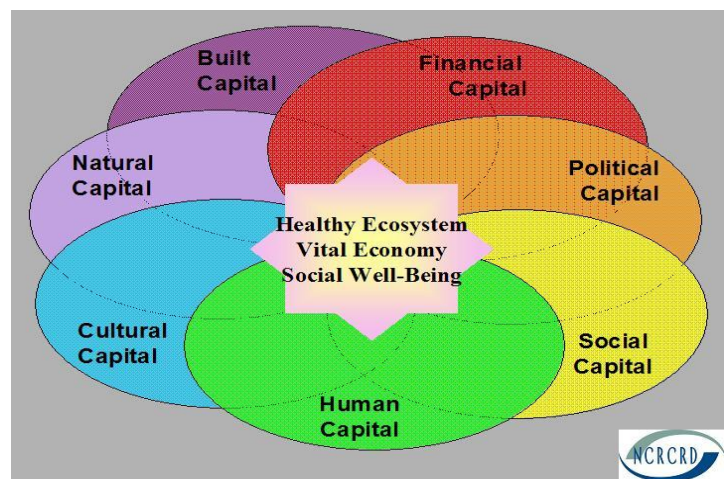 Built
Capital
Financial
Capital
Natural
Capital
Political
Capital
Healthy Ecosystem
Vital Economy
Social Well-Being
Cultural
Capital
Social
Capital
Human
Capital
NCRCRD